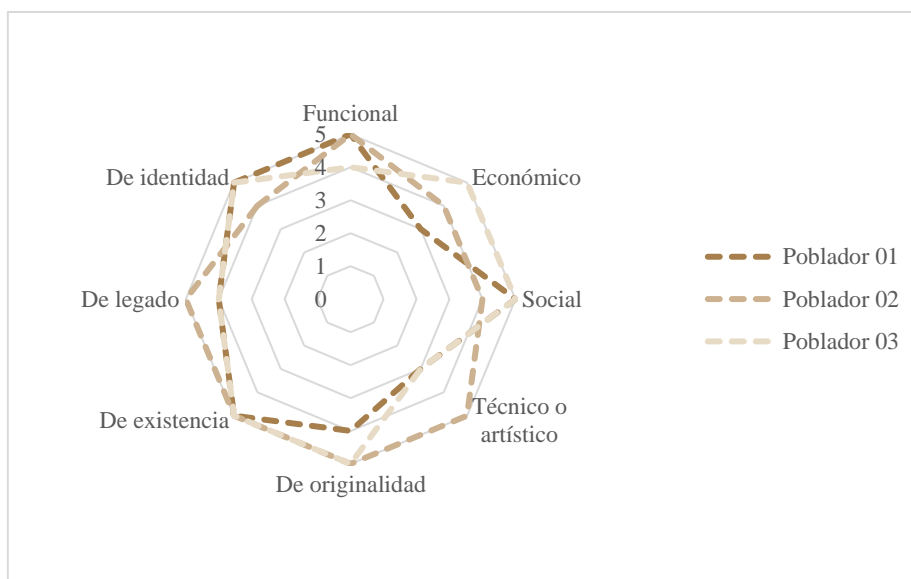 Funcional
5
De identidad
4
Económico
3
2
1
De legado
0
Social
Poblador 01
Poblador 02
Poblador 03
De existencia
Técnico o
artístico
De originalidad